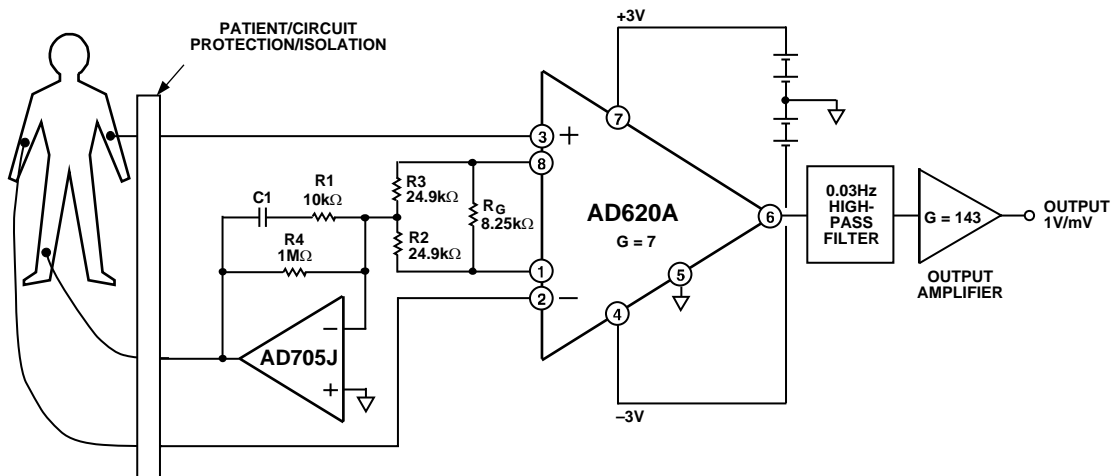 PATIENT/CIRCUIT
PROTECTION/ISOLATION
+3V
3
+
7
8
R1
10kΩ
C1
R3
24.9kΩ
RG
8.25kΩ
R4
1MΩ
R2
24.9kΩ
AD620A
G = 7
6
0.03Hz
HIGH-
PASS
FILTER
G = 143
OUTPUT
1V/mV
1
5
2
–
4
OUTPUT
AMPLIFIER
–
AD705J
+
–3V